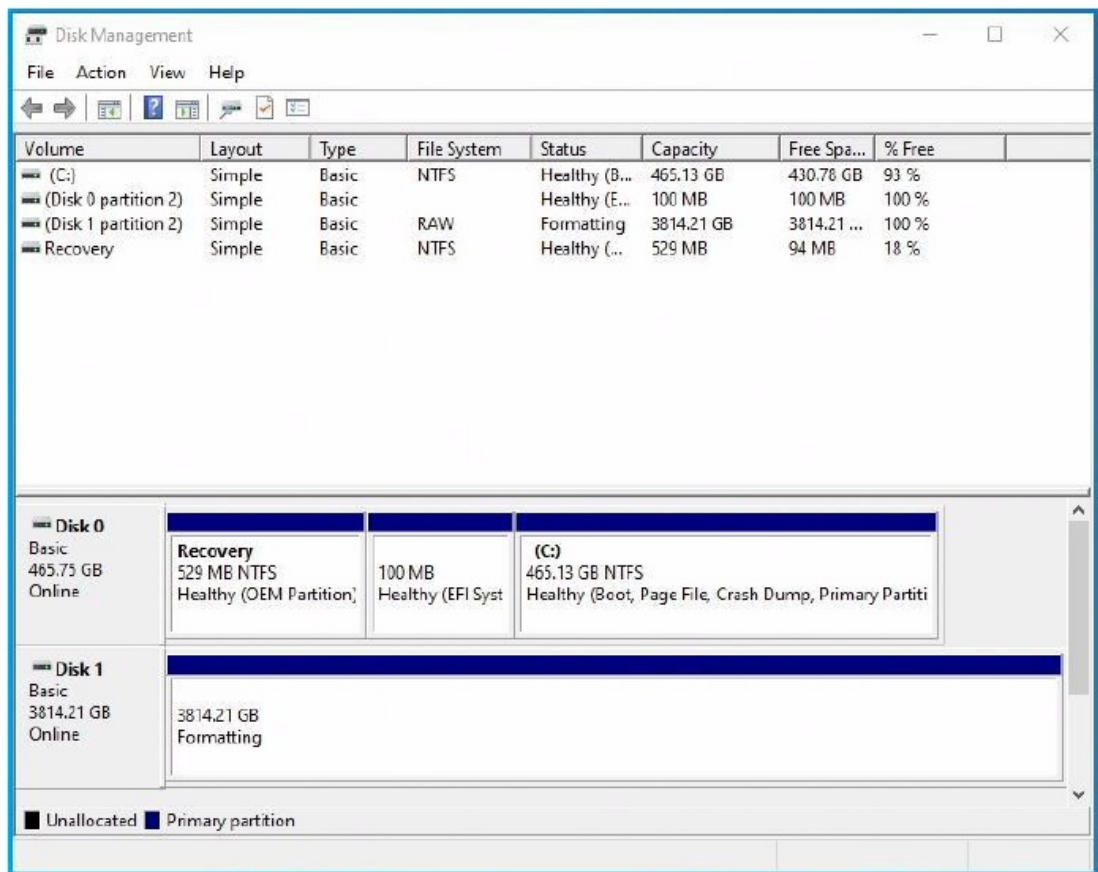 Disk Management
File Action View Help
Volume Layout Type File System Status Capacity Free Spa... % Free
(C:) Simple Basic NTFS Healthy (B... 465.13 GB 430.78 GB 93 %
(Disk 0 partition 2) Simple Basic Healthy (E... 100 MB 100 MB 100 %
(Disk 1 partition 2) Simple Basic RAW Formatting 3814.21 GB 3814.21 ... 100 %
Recovery Simple Basic NTFS Healthy (... 529 MB 94 MB 18 %
Disk 0
Basic
465.75 GB
Online
Recovery
529 MB NTFS
Healthy (OEM Partition)
100 MB
Healthy (EFI Syst
(C:)
465.13 GB NTFS
Healthy (Boot, Page File, Crash Dump, Primary Partiti
Disk 1
Basic
3814.21 GB
Online
3814.21 GB
Formatting
Unallocated Primary partition